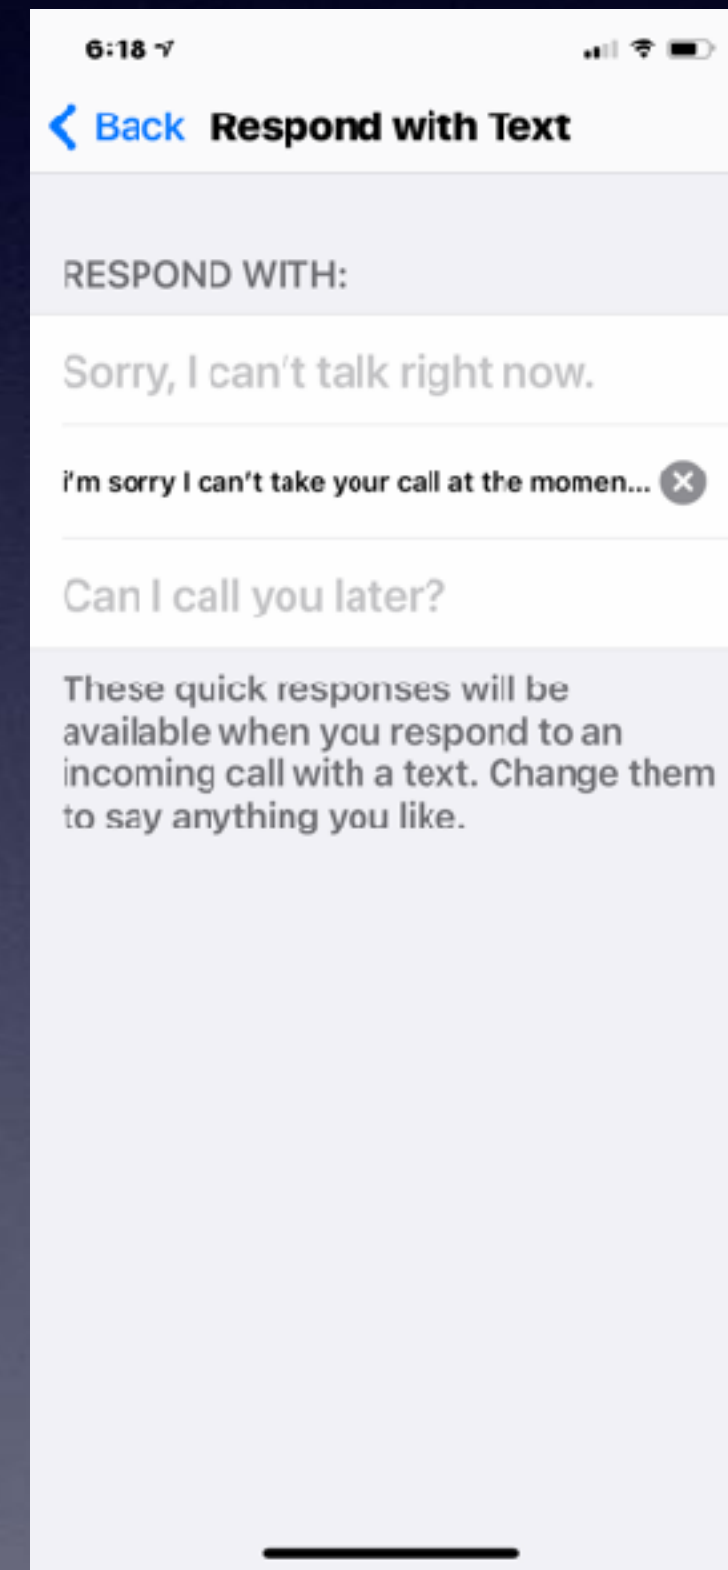 6:18
Back Respond with Text
RESPOND WITH:
Sorry, I can't talk right now.
i'm sorry I can't take your call at the momen...
Can I call you later?
These quick responses will be
available when you respond to an
incoming call with a text. Change them
to say anything you like.